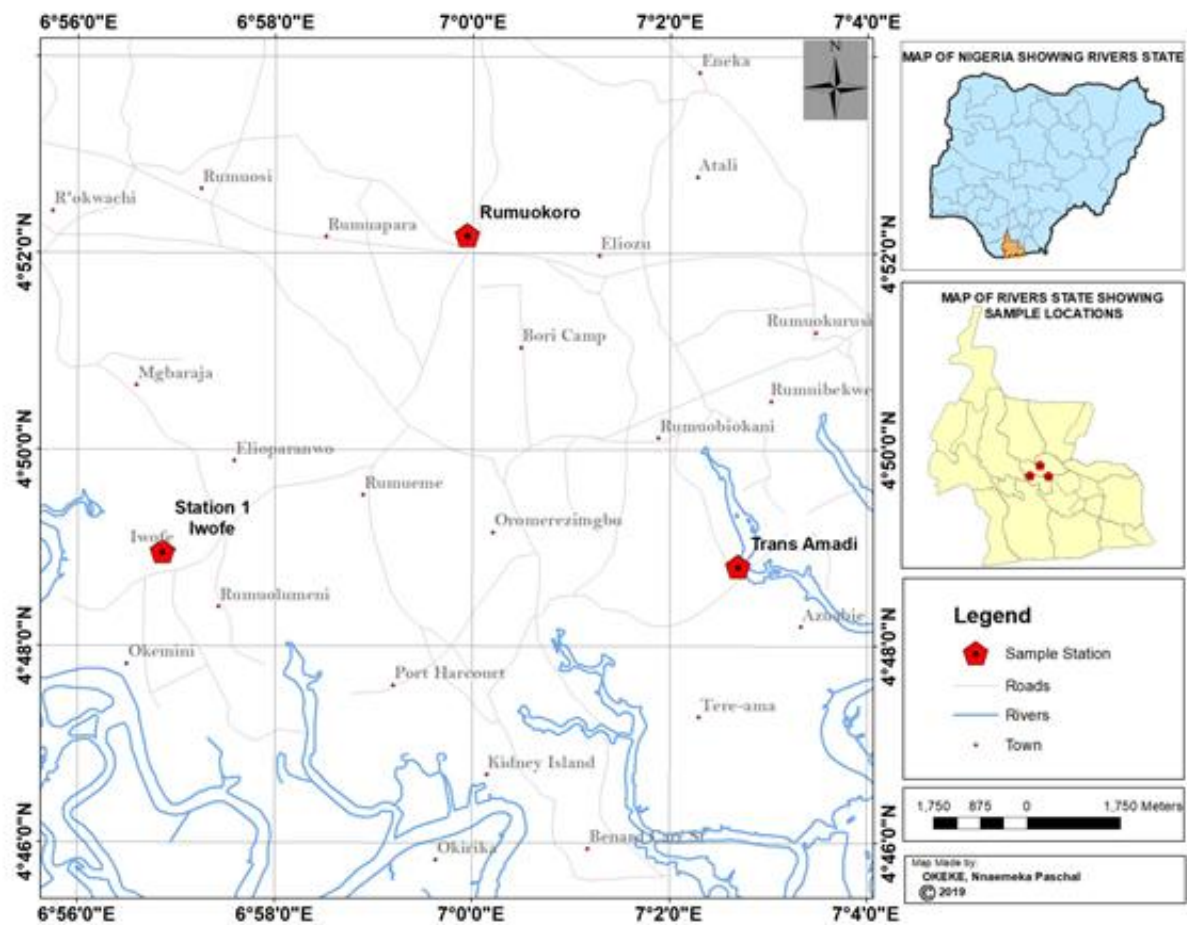 6°56'0"E 6°58'0"E 7°0'0"E 7°2'0"E 7°4'0"E
N
Eneka
Atali
Rumuosi
R'okwachi
Rumuapara
Rumuokoro
Eliozu
4°52'0"N
4°52'0"N
Rumuokurusi
Bori Camp
Mgbaraja
Rumnibekwe
Rumuobiokani
Elioparanwo
4°50'0"N
4°50'0"N
Rumueme
Station 1
Iwofe
Oromerezimgbu
Iwofe
Trans Amadi
Rumuolumeni
Azuabie
4°48'0"N
4°48'0"N
Okemini
Port Harcourt
Tere-ama
Kidney Island
Benard Carr St
Okirika
4°46'0"N
4°46'0"N
6°56'0"E 6°58'0"E 7°0'0"E 7°2'0"E 7°4'0"E
MAP OF NIGERIA SHOWING RIVERS STATE
MAP OF RIVERS STATE SHOWING
SAMPLE LOCATIONS
Legend
Sample Station
Roads
Rivers
Town
1,750 875 0 1,750 Meters
Map Made by:
OKEKE, Nnaemeka Paschal
© 2019